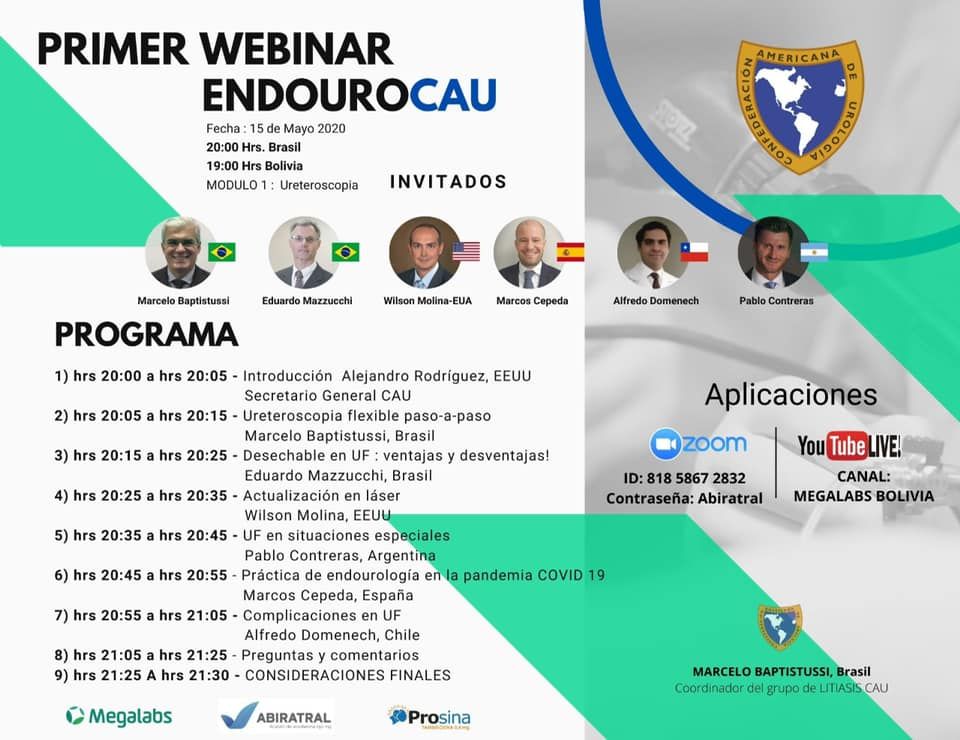 PRIMER WEBINAR
ENDOUROCAU
Fecha : 15 de Mayo 2020
20:00 Hrs. Brasil
19:00 Hrs Bolivia
MODULO 1 : Ureteroscopia
INVITADOS
CONFEDERACIÓN AMERICANA DE UROLOGÍA
Marcelo Baptistussi
Eduardo Mazzucchi
Wilson Molina-EUA
Marcos Cepeda
Alfredo Domenech
Pablo Contreras
PROGRAMA
1) hrs 20:00 a hrs 20:05 - Introducción Alejandro Rodríguez, EEUU
Secretario General CAU
2) hrs 20:05 a hrs 20:15 - Ureteroscopia flexible paso-a-paso
Marcelo Baptistussi, Brasil
3) hrs 20:15 a hrs 20:25 - Desechable en UF : ventajas y desventajas!
Eduardo Mazzucchi, Brasil
4) hrs 20:25 a hrs 20:35 - Actualización en láser
Wilson Molina, EEUU
5) hrs 20:35 a hrs 20:45 - UF en situaciones especiales
Pablo Contreras, Argentina
6) hrs 20:45 a hrs 20:55 - Práctica de endourología en la pandemia COVID 19
Marcos Cepeda, España
7) hrs 20:55 a hrs 21:05 - Complicaciones en UF
Alfredo Domenech, Chile
8) hrs 21:05 a hrs 21:25 - Preguntas y comentarios
9) hrs 21:25 A hrs 21:30 - CONSIDERACIONES FINALES
Aplicaciones
zoom
ID: 818 5867 2832
Contraseña: Abiratral
YouTube LIVE!
CANAL:
MEGALABS BOLIVIA
MARCELO BAPTISTUSSI, Brasil
Coordinador del grupo de LITIASIS CAU
Megalabs
ABIRATRAL
Prosina